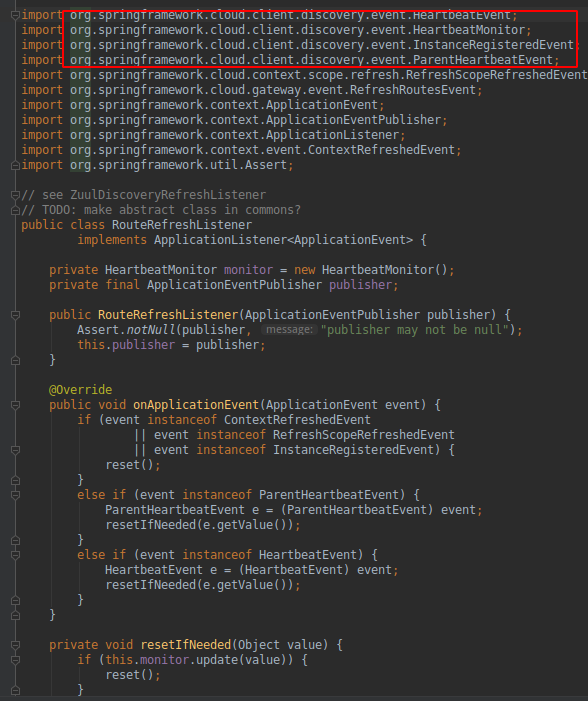 import org.springframework.cloud.client.discovery.event.HeartbeatEvent;
import org.springframework.cloud.client.discovery.event.HeartbeatMonitor;
import org.springframework.cloud.client.discovery.event.InstanceRegisteredEvent;
import org.springframework.cloud.client.discovery.event.ParentHeartbeatEvent;
import org.springframework.cloud.context.scope.refresh.RefreshScopeRefreshedEvent
import org.springframework.cloud.gateway.event.RefreshRoutesEvent;
import org.springframework.context.ApplicationEvent;
import org.springframework.context.ApplicationEventPublisher;
import org.springframework.context.ApplicationListener;
import org.springframework.context.event.ContextRefreshedEvent;
import org.springframework.util.Assert;

// see ZuulDiscoveryRefreshListener
// TODO: make abstract class in commons?
public class RouteRefreshListener
        implements ApplicationListener<ApplicationEvent> {

    private HeartbeatMonitor monitor = new HeartbeatMonitor();
    private final ApplicationEventPublisher publisher;

    public RouteRefreshListener(ApplicationEventPublisher publisher) {
        Assert.notNull(publisher, message: "publisher may not be null");
        this.publisher = publisher;
    }

    @Override
    public void onApplicationEvent(ApplicationEvent event) {
        if (event instanceof ContextRefreshedEvent
                || event instanceof RefreshScopeRefreshedEvent
                || event instanceof InstanceRegisteredEvent) {
            reset();
        }
        else if (event instanceof ParentHeartbeatEvent) {
            ParentHeartbeatEvent e = (ParentHeartbeatEvent) event;
            resetIfNeeded(e.getValue());
        }
        else if (event instanceof HeartbeatEvent) {
            HeartbeatEvent e = (HeartbeatEvent) event;
            resetIfNeeded(e.getValue());
        }
    }

    private void resetIfNeeded(Object value) {
        if (this.monitor.update(value)) {
            reset();
        }